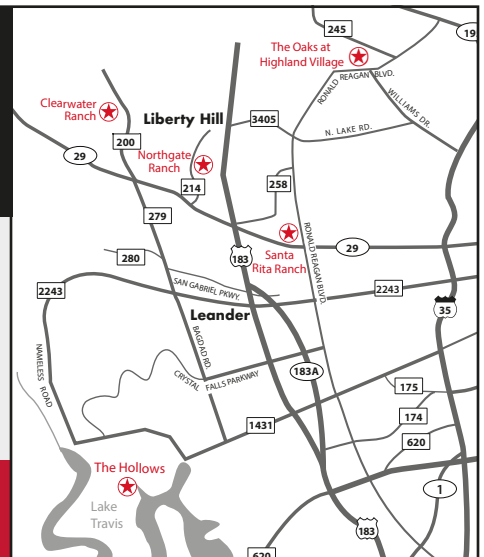 245
19
The Oaks at
Highland Village
RONALD REAGAN BLVD.
WILLIAMS DR.
Clearwater
Ranch
Liberty Hill
3405
N. LAKE RD.
200
29
Northgate
Ranch
214
258
279
RONALD REAGAN BLVD.
Santa
Rita Ranch
29
280
183
SAN GABRIEL PKWY.
2243
2243
Leander
35
BAGDAD RD.
NAMELESS ROAD
CRYSTAL FALLS PARKWAY
183A
175
174
1431
620
The Hollows
1
Lake
Travis
183
620